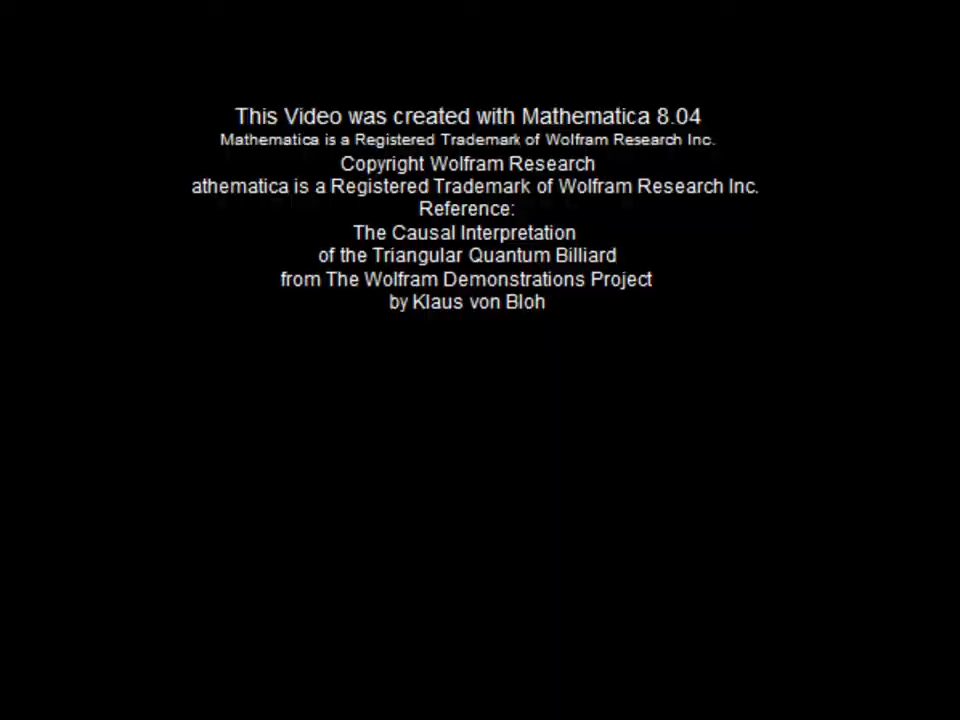 This Video was created with Mathematica 8.04
Mathematica is a Registered Trademark of Wolfram Research Inc.
Copyright Wolfram Research
athematica is a Registered Trademark of Wolfram Research Inc.
Reference:
The Causal Interpretation
of the Triangular Quantum Billiard
from The Wolfram Demonstrations Project
by Klaus von Bloh